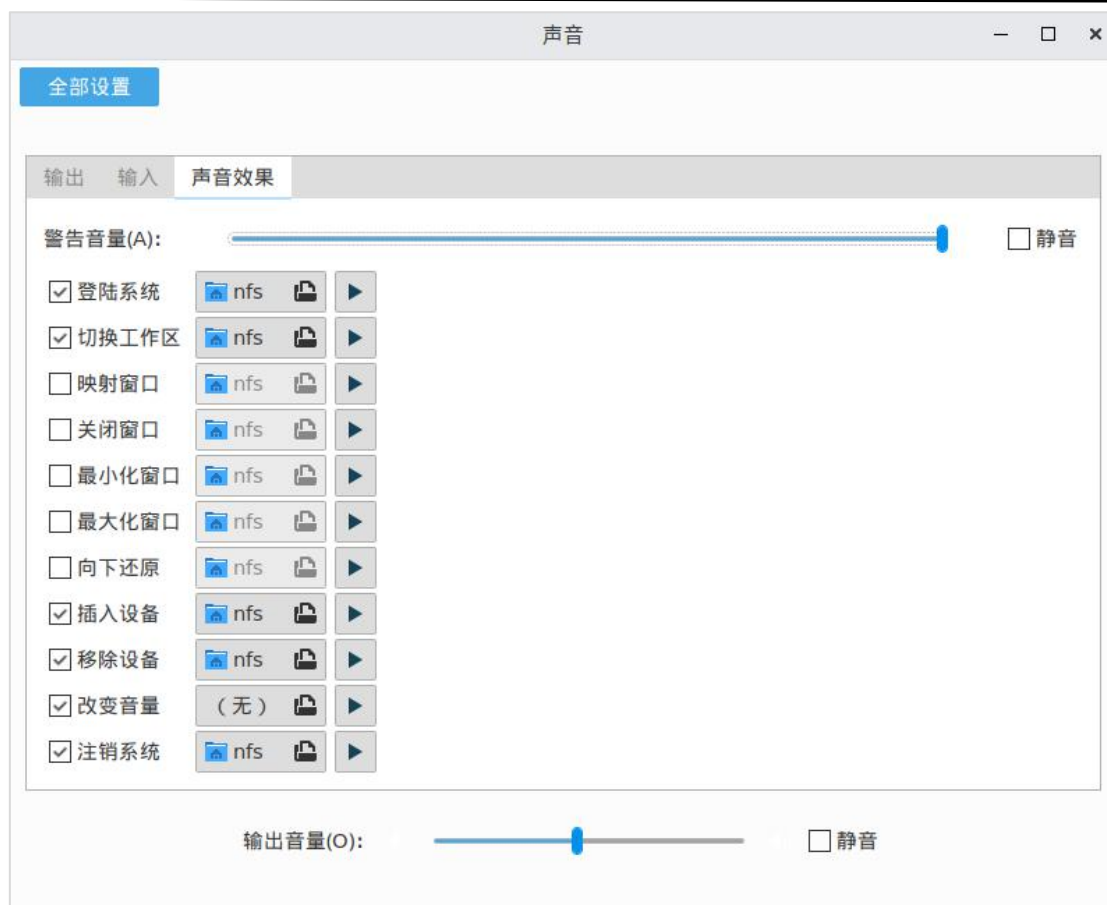 声音
全部设置
输出 输入 声音效果
警告音量(A): 静音
登陆系统 nfs
切换工作区 nfs
映射窗口 nfs
关闭窗口 nfs
最小化窗口 nfs
最大化窗口 nfs
向下还原 nfs
插入设备 nfs
移除设备 nfs
改变音量 （无）
注销系统 nfs
输出音量(O): 静音